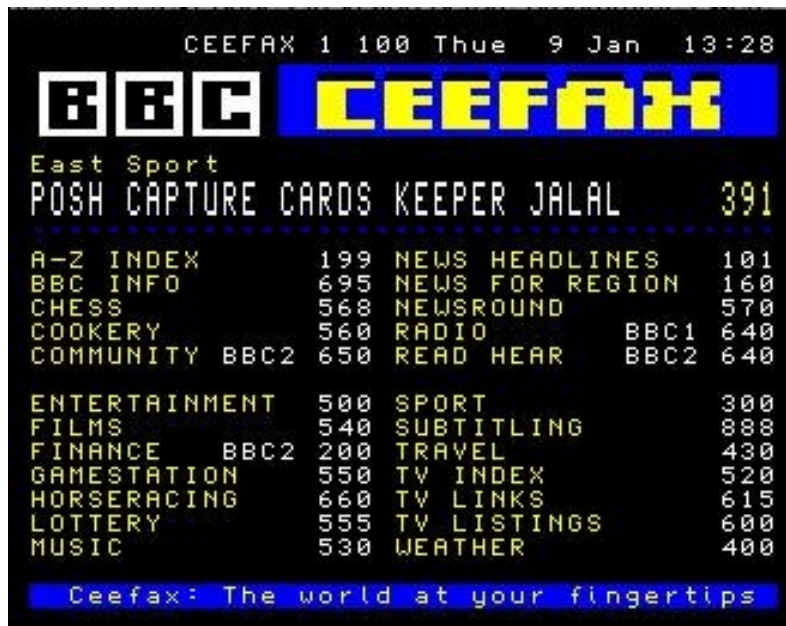 CEEFAX 1 100 Thue 9 Jan 13:28
BBC CEEFAX
East Sport
POSH CAPTURE CARDS KEEPER JALAL 391
A-Z INDEX 199 NEWS HEADLINES 101
BBC INFO 695 NEWS FOR REGION 160
CHESS 568 NEWSROUND 570
COOKERY 560 RADIO BBC1 640
COMMUNITY BBC2 650 READ HEAR BBC2 640
ENTERTAINMENT 500 SPORT 300
FILMS 540 SUBTITLING 888
FINANCE BBC2 200 TRAVEL 430
GAMESTATION 550 TV INDEX 520
HORSERACING 660 TV LINKS 615
LOTTERY 555 TV LISTINGS 600
MUSIC 530 WEATHER 400
Ceefax: The world at your fingertips